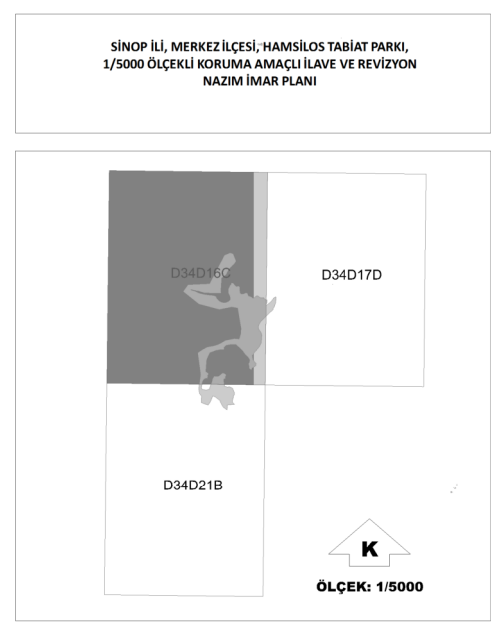 SİNOP İLİ, MERKEZ İLÇESİ, HAMSİLOS TABİAT PARKI,
1/5000 ÖLÇEKLİ KORUMA AMAÇLI İLAVE VE REVİZYON
NAZIM İMAR PLANI
D34D16C
D34D17D
D34D21B
K
ÖLÇEK: 1/5000